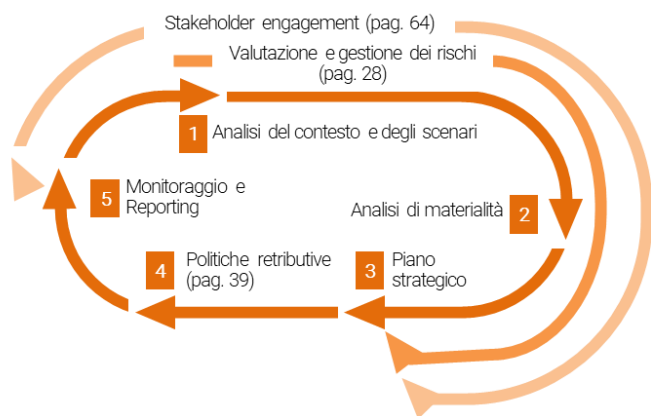 Stakeholder engagement (pag. 64)
Valutazione e gestione dei rischi
(pag. 28)
1 Analisi del contesto e degli scenari
Analisi di materialità 2
3 Piano
strategico
4 Politiche retributive
(pag. 39)
5 Monitoraggio e
Reporting